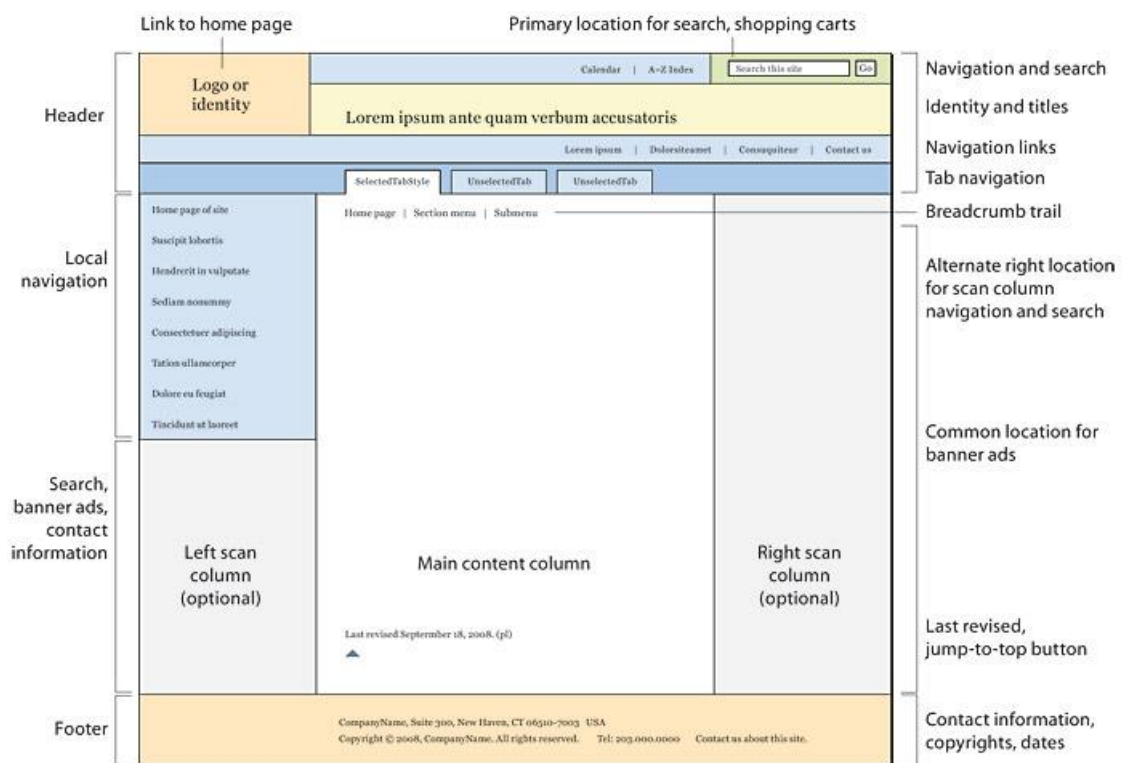 Link to home page
Primary location for search, shopping carts
Header
Logo or
identity
Calendar | A–Z Index
Search this site
Go
Lorem ipsum ante quam verbum accusatoris
Lorem ipsum | Dolorsiteamet | Consuquiteur | Contact us
SelectedTabStyle
UnselectedTab
UnselectedTab
Navigation and search
Identity and titles
Navigation links
Tab navigation
Breadcrumb trail
Local
navigation
Home page of site
Suscipit lobortis
Hendrerit in vulputate
Sediam nonummy
Consectetuer adipiscing
Tation ullamcorper
Dolore eu feugiat
Tincidunt ut laoreet
Home page | Section menu | Submenu
Alternate right location
for scan column
navigation and search
Common location for
banner ads
Search,
banner ads,
contact
information
Left scan
column
(optional)
Main content column
Right scan
column
(optional)
Last revised Septermber 18, 2008. (pl)
Last revised,
jump-to-top button
Footer
CompanyName, Suite 300, New Haven, CT 06510-7003 USA
Copyright © 2008, CompanyName. All rights reserved. Tel: 203.000.0000 Contact us about this site.
Contact information,
copyrights, dates